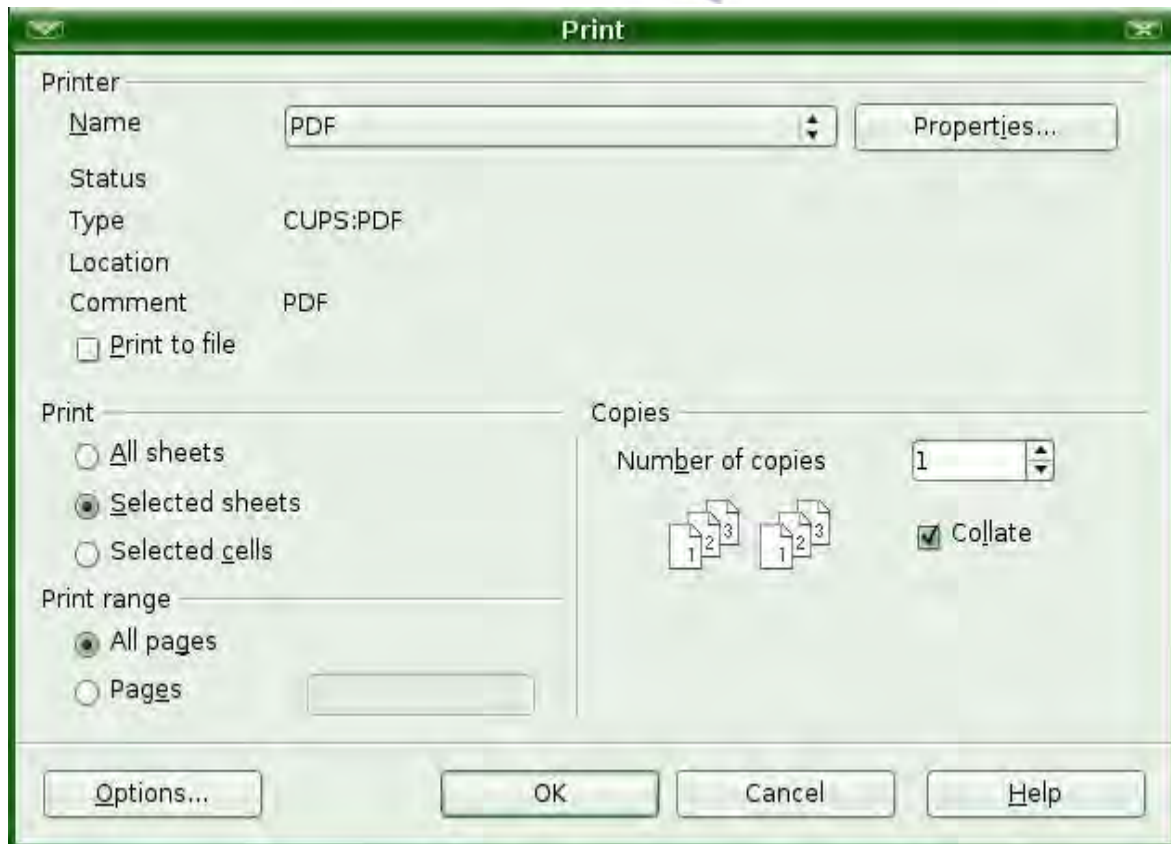 Print
Printer
Name PDF Properties...
Status
Type CUPS:PDF
Location
Comment PDF
Print to file
Print
All sheets
Selected sheets
Selected cells
Print range
All pages
Pages
Copies
Number of copies 1
1 2 3 1 2 3
Collate
Options... OK Cancel Help